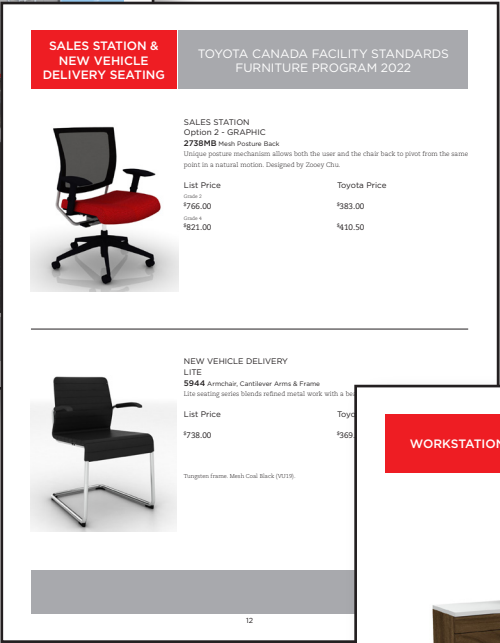 SALES STATION &
NEW VEHICLE
DELIVERY SEATING
TOYOTA CANADA FACILITY STANDARDS
FURNITURE PROGRAM 2022
SALES STATION
Option 2 - GRAPHIC
2738MB Mesh Posture Back
Unique posture mechanism allows both the user and the chair back to pivot from the same
point in a natural motion. Designed by Zooey Chu.
List Price Toyota Price
Grade 2
$766.00 $383.00
Grade 4
$821.00 $410.50
NEW VEHICLE DELIVERY
LITE
5944 Armchair, Cantilever Arms & Frame
Lite seating series blends refined metal work with a
List Price
$738.00 $369.
Tungsten frame. Mesh Coal Black (VU19).
12
WORKSTATION